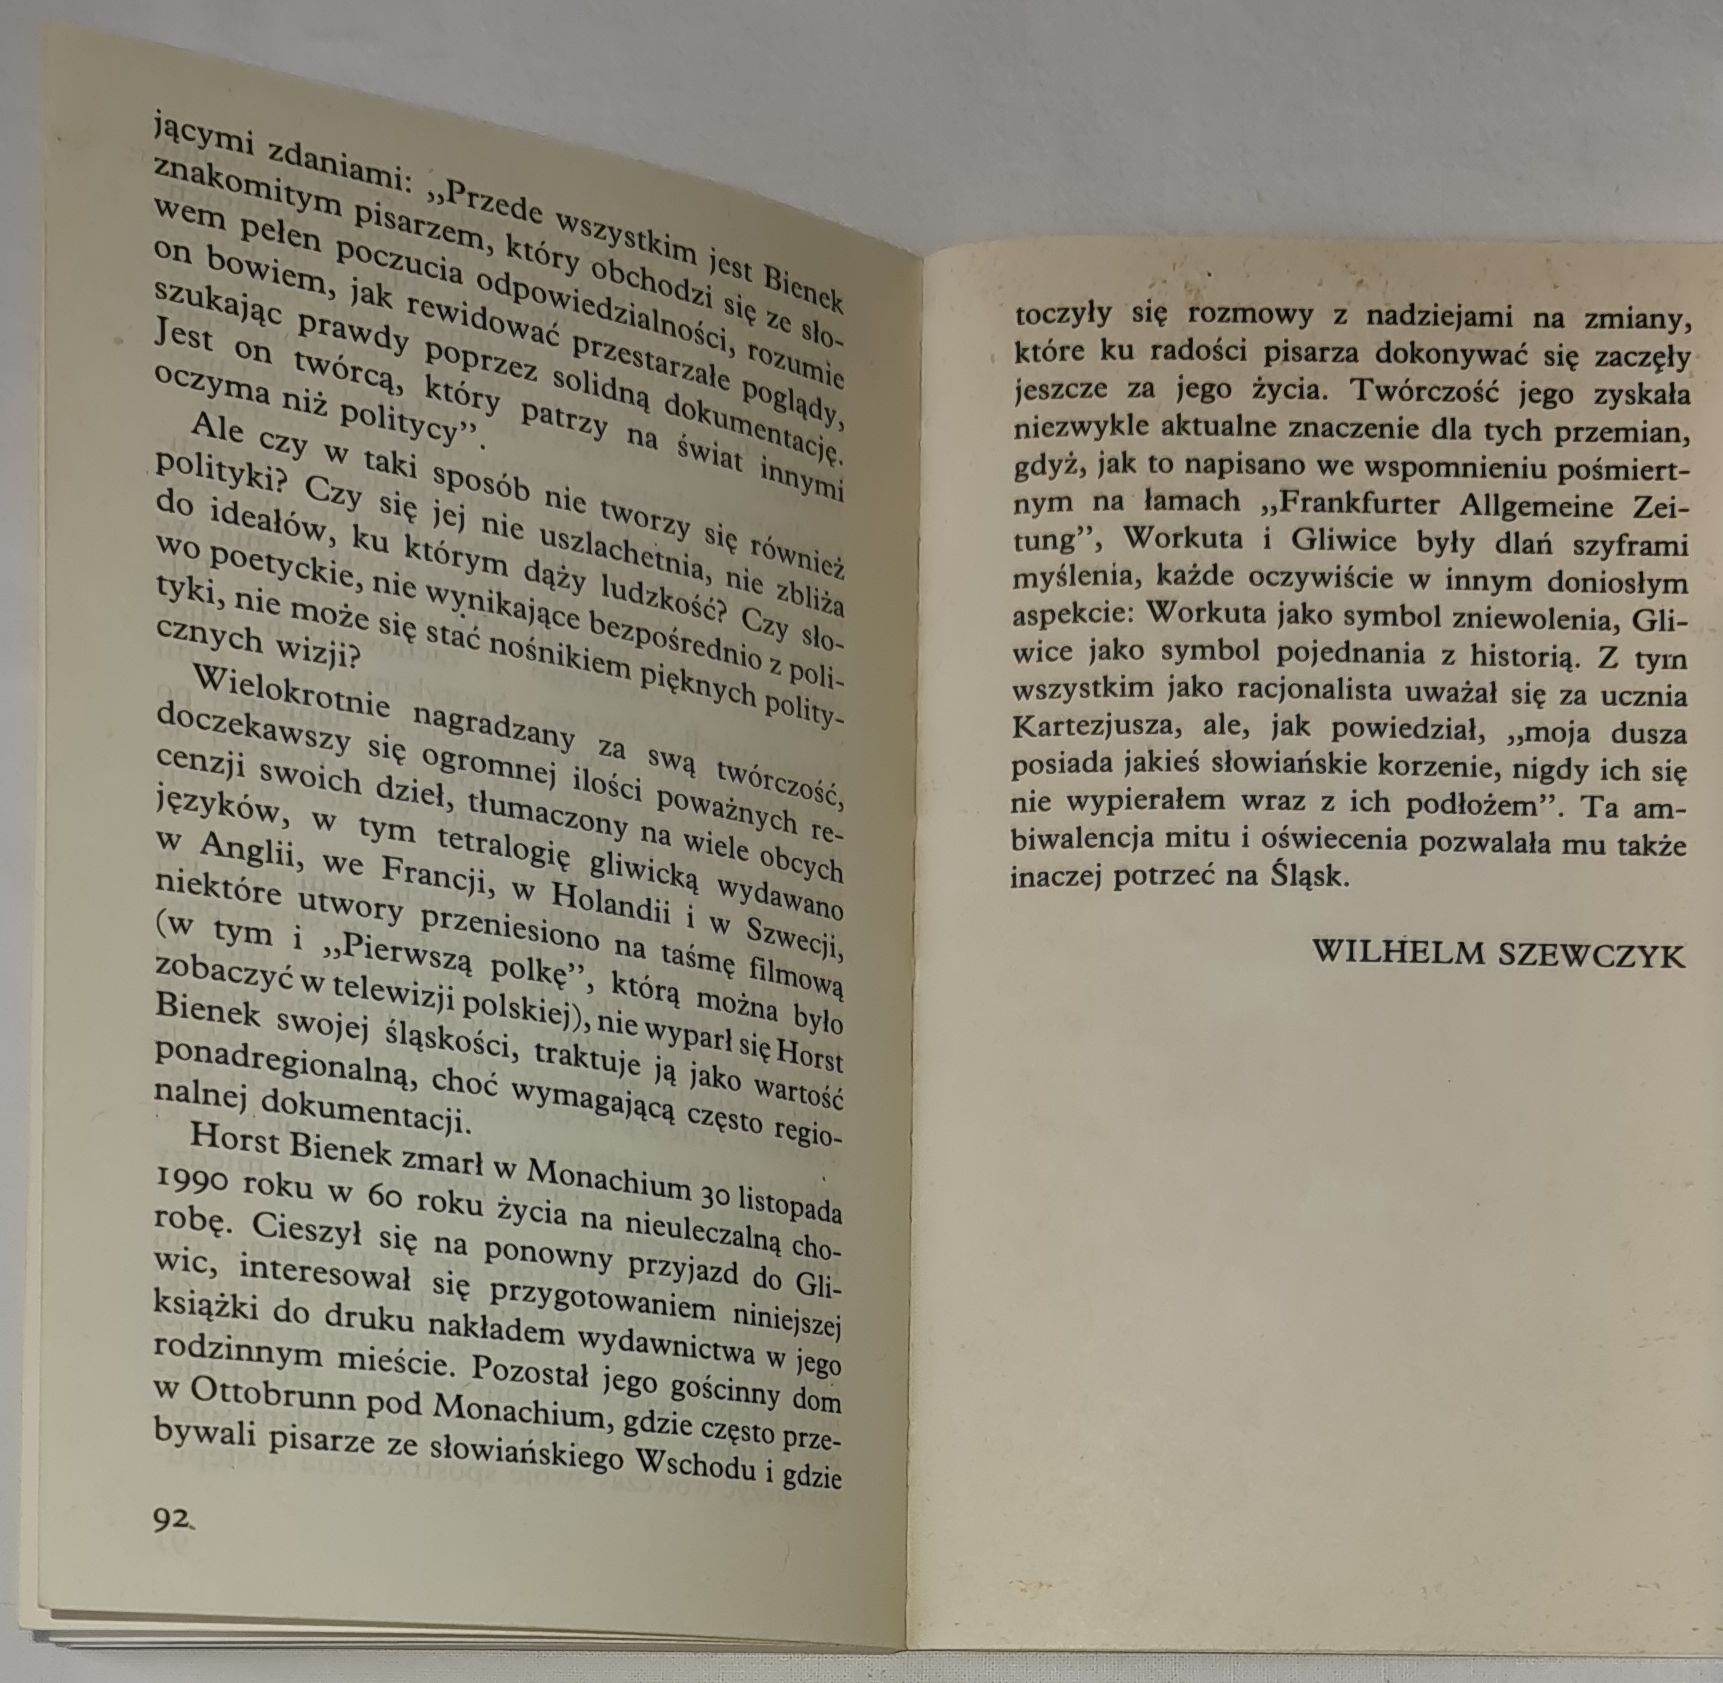 jącymi zdaniami: „Przede wszystkim jest Bienek
znakomitym pisarzem, który obchodzi się ze sło-
wem pełen poczucia odpowiedzialności, rozumie
on bowiem, jak rewidować przestarzałe poglądy,
szukając prawdy poprzez solidną dokumentację.
Jest on twórcą, który patrzy na świat innymi
oczyma niż politycy”.
Ale czy w taki sposób nie tworzy się również
polityki? Czy się jej nie uszlachetnia, nie zbliża
do ideałów, ku którym dąży ludzkość? Czy sło-
wo poetyckie, nie wynikające bezpośrednio z poli-
tyki, nie może się stać nośnikiem pięknych polity-
cznych wizji?
Wielokrotnie nagradzany za swą twórczość,
doczekawszy się ogromnej ilości poważnych re-
cenzji swoich dzieł, tłumaczony na wiele obcych
języków, w tym tetralogię gliwicką wydawano
w Anglii, we Francji, w Holandii i w Szwecji,
niektóre utwory przeniesiono na taśmę filmową
(w tym i „Pierwszą polkę”, którą można było
zobaczyć w telewizji polskiej), nie wyparł się Horst
Bienek swojej śląskości, traktuje ją jako wartość
ponadregionalną, choć wymagającą często regio-
nalnej dokumentacji.
Horst Bienek zmarł w Monachium 30 listopada
1990 roku w 60 roku życia na nieuleczalną cho-
robę. Cieszył się na ponowny przyjazd do Gli-
wic, interesował się przygotowaniem niniejszej
książki do druku nakładem wydawnictwa w jego
rodzinnym mieście. Pozostał jego gościnny dom
w Ottobrunn pod Monachium, gdzie często prze-
bywali pisarze ze słowiańskiego Wschodu i gdzie
92
toczyły się rozmowy z nadziejami na zmiany,
które ku radości pisarza dokonywać się zaczęły
jeszcze za jego życia. Twórczość jego zyskała
niezwykle aktualne znaczenie dla tych przemian,
gdyż, jak to napisano we wspomnieniu pośmiert-
nym na łamach „Frankfurter Allgemeine Zei-
tung”, Workuta i Gliwice były dlań szyframi
myślenia, każde oczywiście w innym doniosłym
aspekcie: Workuta jako symbol zniewolenia, Gli-
wice jako symbol pojednania z historią. Z tym
wszystkim jako racjonalista uważał się za ucznia
Kartezjusza, ale, jak powiedział, „moja dusza
posiada jakieś słowiańskie korzenie, nigdy ich się
nie wypierałem wraz z ich podłożem”. Ta am-
biwalencja mitu i oświecenia pozwalała mu także
inaczej potrzeć na Śląsk.
WILHELM SZEWCZYK